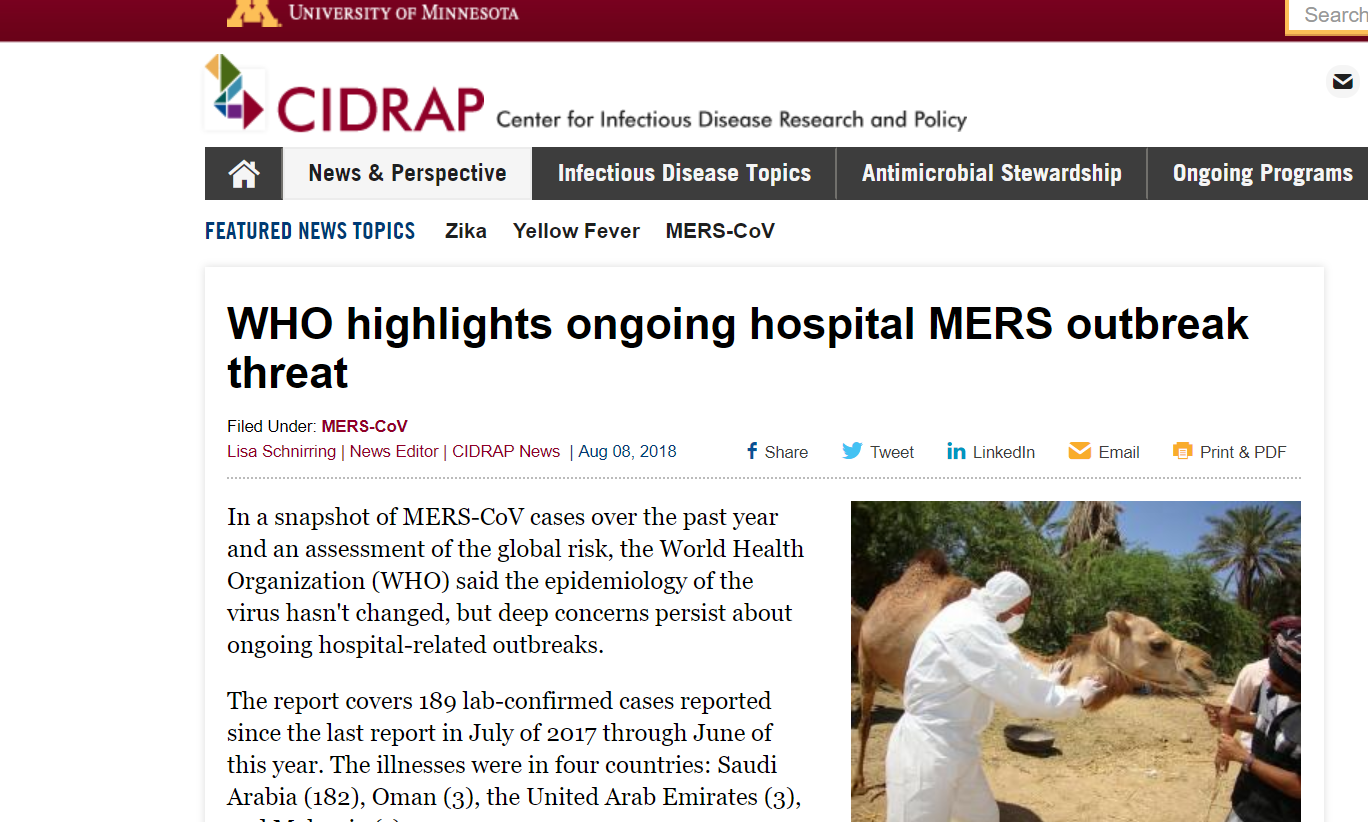 UNIVERSITY OF MINNESOTA
Search
CIDRAP Center for Infectious Disease Research and Policy
News & Perspective Infectious Disease Topics Antimicrobial Stewardship Ongoing Programs
FEATURED NEWS TOPICS Zika Yellow Fever MERS-CoV
WHO highlights ongoing hospital MERS outbreak
threat
Filed Under: MERS-CoV
Lisa Schnirring | News Editor | CIDRAP News | Aug 08, 2018 Share Tweet LinkedIn Email Print & PDF
In a snapshot of MERS-CoV cases over the past year
and an assessment of the global risk, the World Health
Organization (WHO) said the epidemiology of the
virus hasn't changed, but deep concerns persist about
ongoing hospital-related outbreaks.
The report covers 189 lab-confirmed cases reported
since the last report in July of 2017 through June of
this year. The illnesses were in four countries: Saudi
Arabia (182), Oman (3), the United Arab Emirates (3),